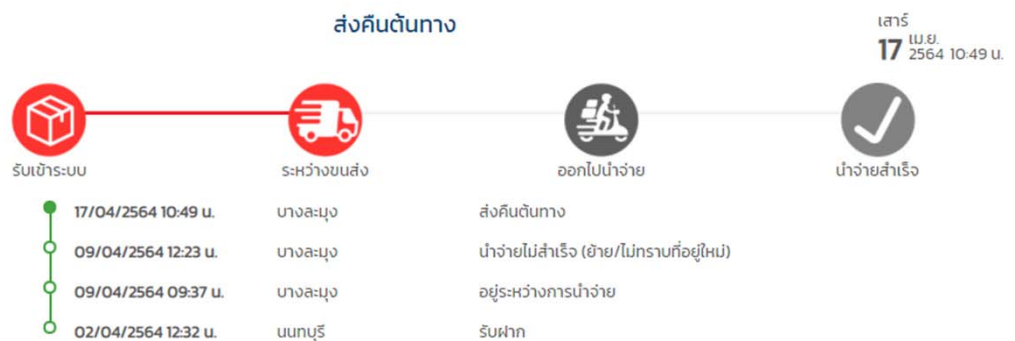 ส่งคืนต้นทาง
เสาร์
17 เม.ย. 2564 10:49 น.
รับเข้าระบบ ระหว่างขนส่ง ออกไปนำจ่าย นำจ่ายสำเร็จ
17/04/2564 10:49 น. บางละมุง ส่งคืนต้นทาง
09/04/2564 12:23 น. บางละมุง นำจ่ายไม่สำเร็จ (ย้าย/ไม่ทราบที่อยู่ใหม่)
09/04/2564 09:37 น. บางละมุง อยู่ระหว่างการนำจ่าย
02/04/2564 12:32 น. นนทบุรี รับฝาก